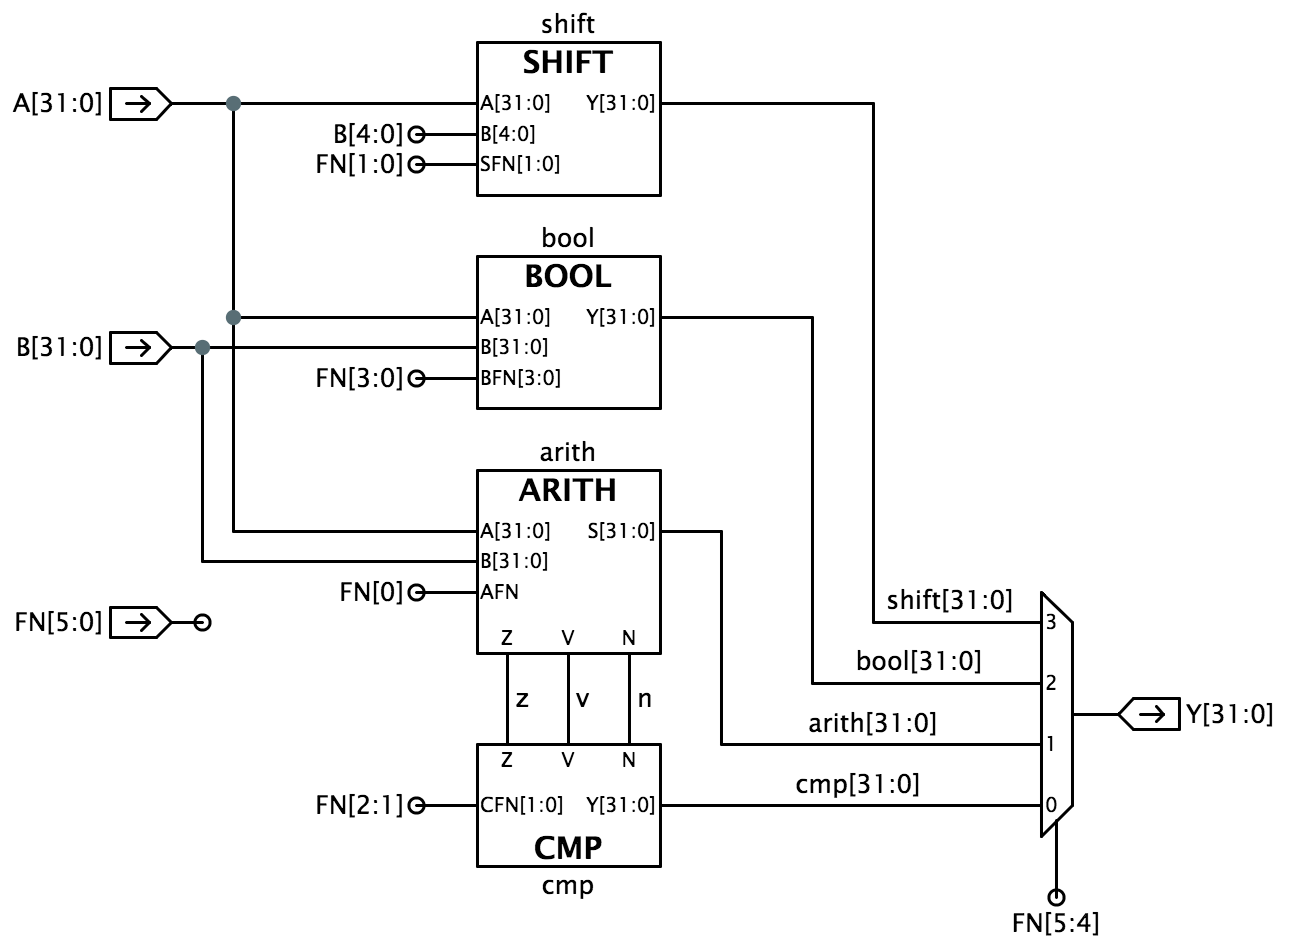 shift
SHIFT
A[31:0]
A[31:0] Y[31:0]
B[4:0]
B[4:0]
FN[1:0]
SFN[1:0]
bool
BOOL
A[31:0] Y[31:0]
B[31:0]
B[31:0]
FN[3:0]
BFN[3:0]
arith
ARITH
A[31:0] S[31:0]
B[31:0]
FN[0]
AFN
FN[5:0]
Z V N
z v n
Z V N
FN[2:1]
CFN[1:0] Y[31:0]
CMP
cmp
shift[31:0]
3
bool[31:0]
2
arith[31:0]
1
cmp[31:0]
0
Y[31:0]
FN[5:4]